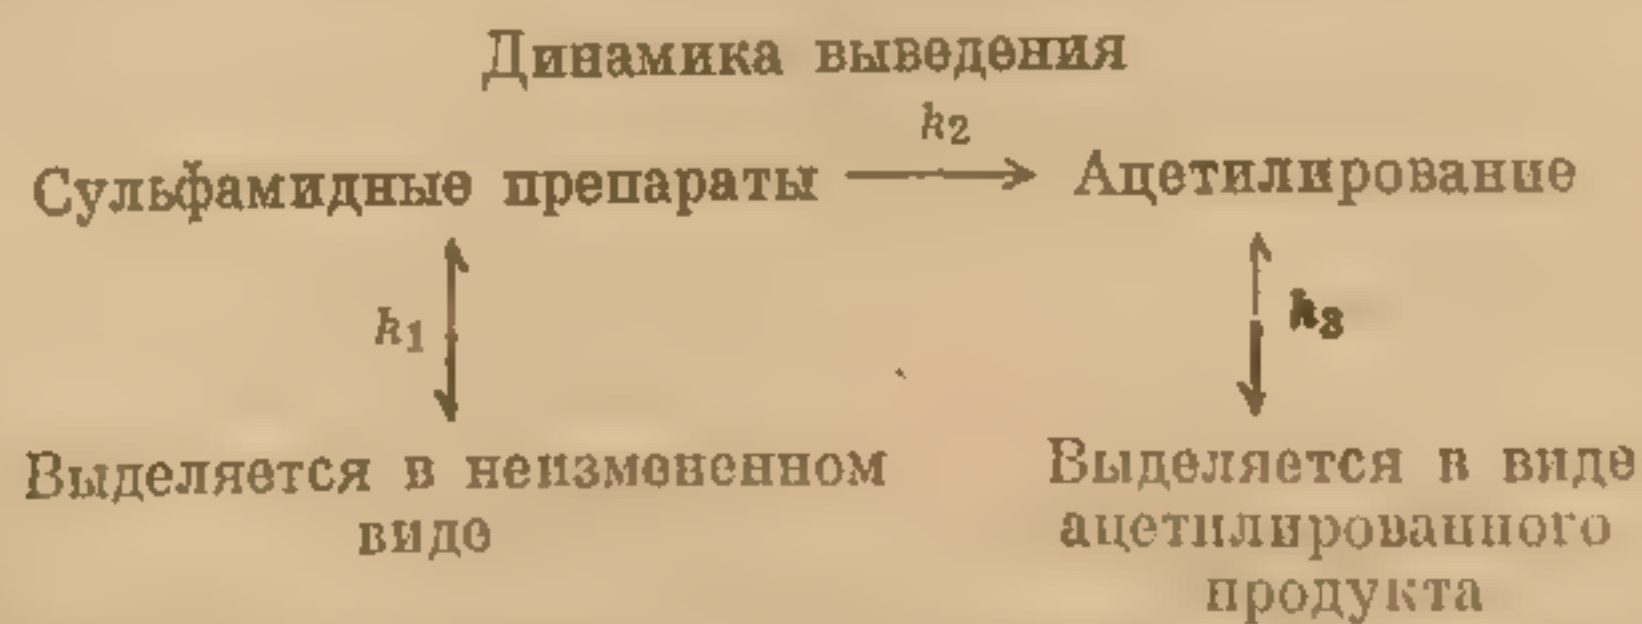 Динамика выведения
k2
Сульфамидные препараты → Ацетилирование
k1
k3
Выделяется в неизмененном
виде
Выделяется в виде
ацетилированного
продукта